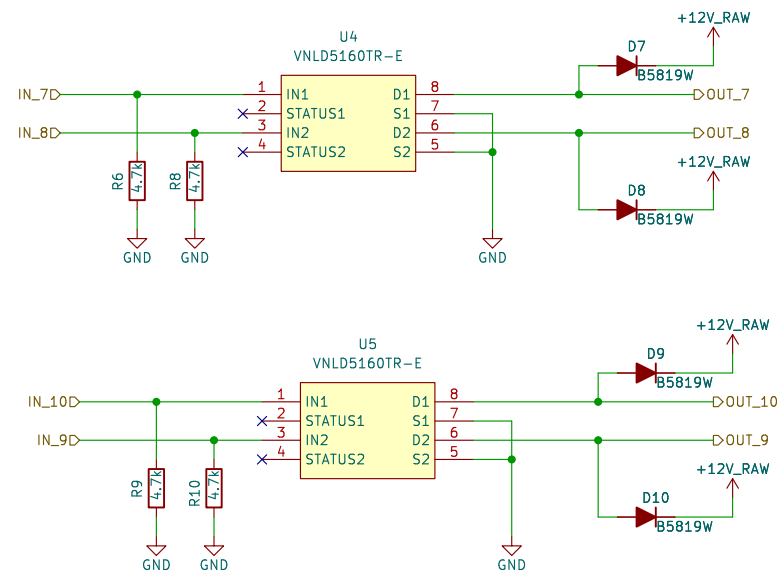 U4
VNLD5160TR-E
+12V_RAW
D7
B5819W
IN_7
1
IN1
D1
8
OUT_7
2
STATUS1
S1
7
IN_8
3
IN2
D2
6
OUT_8
4
STATUS2
S2
5
+12V_RAW
R6
4.7k
R8
4.7k
D8
B5819W
GND
GND
GND
U5
VNLD5160TR-E
+12V_RAW
D9
B5819W
IN_10
1
IN1
D1
8
OUT_10
2
STATUS1
S1
7
IN_9
3
IN2
D2
6
OUT_9
4
STATUS2
S2
5
+12V_RAW
R9
4.7k
R10
4.7k
D10
B5819W
GND
GND
GND